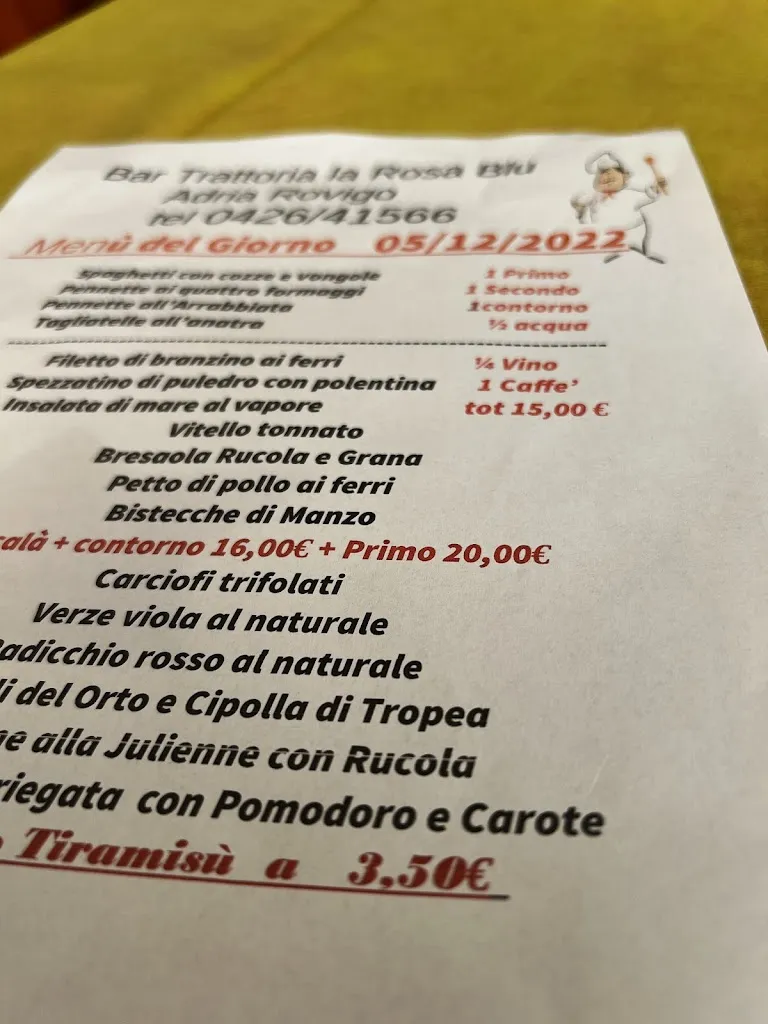 Bar Trattoria la Rosa Blu
Adria Rovigo
tel 0426/41566
Menù del Giorno 05/12/2022
Spaghetti con cozze e vongole 1 Primo
Pennette ai quattro formaggi 1 Secondo
Pennette all'Arrabbiata 1contorno
Tagliatelle all'anatra ½ acqua
Filetto di branzino ai ferri ¼ Vino
Spezzatino di puledro con polentina 1 Caffe'
Insalata di mare al vapore tot 15,00 €
Vitello tonnato
Bresaola Rucola e Grana
Petto di pollo ai ferri
Bistecche di Manzo
calà + contorno 16,00€ + Primo 20,00€
Carciofi trifolati
Verze viola al naturale
adicchio rosso al naturale
li del Orto e Cipolla di Tropea
ne alla Julienne con Rucola
riegata con Pomodoro e Carote
Tiramisù a 3,50€